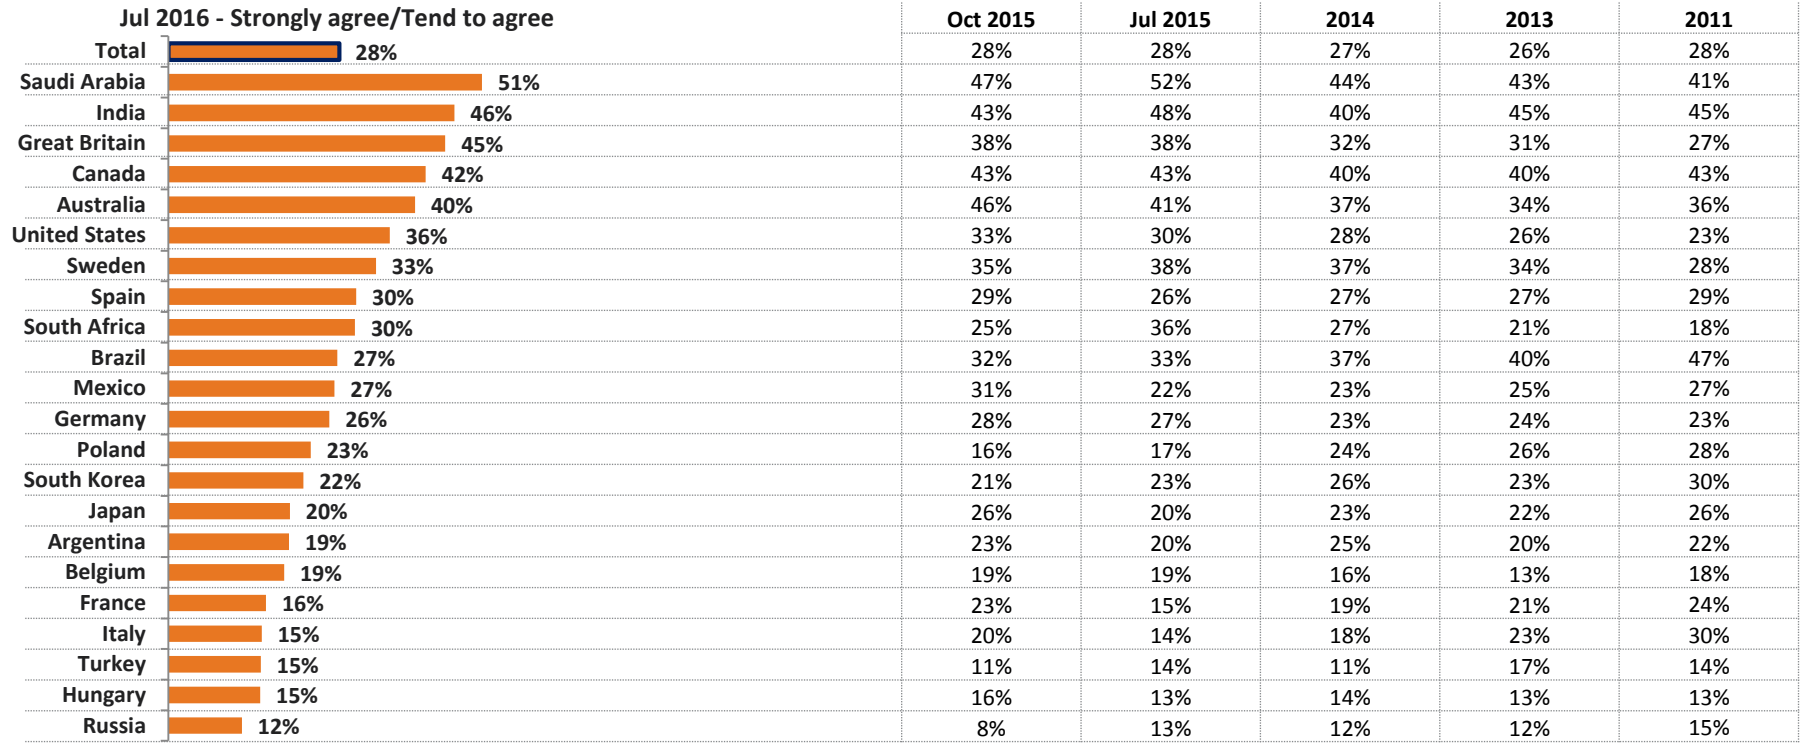 Jul 2016 - Strongly agree/Tend to agree Oct 2015 Jul 2015 2014 2013 2011
Total 28% 28% 28% 27% 26% 28%
Saudi Arabia 51% 47% 52% 44% 43% 41%
India 46% 43% 48% 40% 45% 45%
Great Britain 45% 38% 38% 32% 31% 27%
Canada 42% 43% 43% 40% 40% 43%
Australia 40% 46% 41% 37% 34% 36%
United States 36% 33% 30% 28% 26% 23%
Sweden 33% 35% 38% 37% 34% 28%
Spain 30% 29% 26% 27% 27% 29%
South Africa 30% 25% 36% 27% 21% 18%
Brazil 27% 32% 33% 37% 40% 47%
Mexico 27% 31% 22% 23% 25% 27%
Germany 26% 28% 27% 23% 24% 23%
Poland 23% 16% 17% 24% 26% 28%
South Korea 22% 21% 23% 26% 23% 30%
Japan 20% 26% 20% 23% 22% 26%
Argentina 19% 23% 20% 25% 20% 22%
Belgium 19% 19% 19% 16% 13% 18%
France 16% 23% 15% 19% 21% 24%
Italy 15% 20% 14% 18% 23% 30%
Turkey 15% 11% 14% 11% 17% 14%
Hungary 15% 16% 13% 14% 13% 13%
Russia 12% 8% 13% 12% 12% 15%